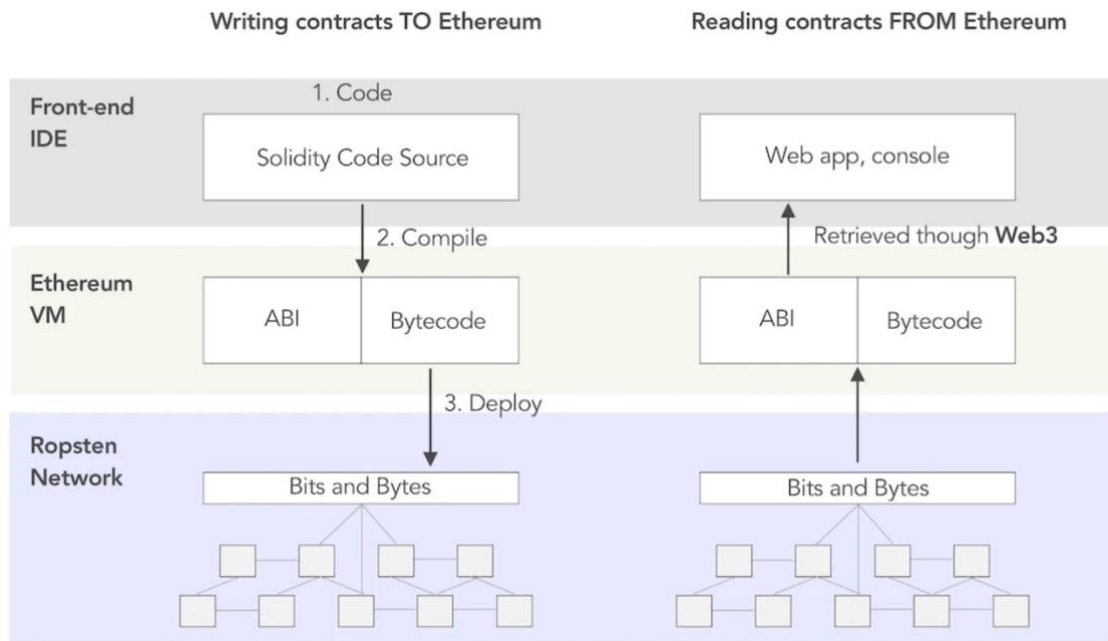 Writing contracts TO Ethereum
Reading contracts FROM Ethereum
Front-end
IDE
1. Code
Solidity Code Source
Web app, console
2. Compile
Retrieved though Web3
Ethereum
VM
ABI
Bytecode
ABI
Bytecode
3. Deploy
Ropsten
Network
Bits and Bytes
Bits and Bytes